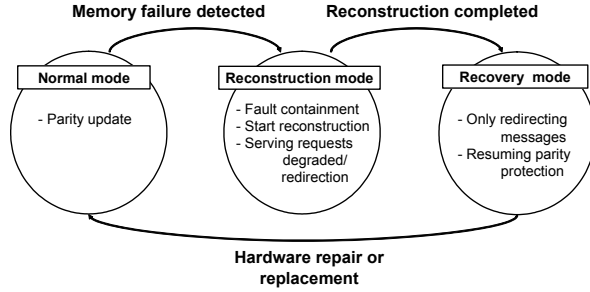 Memory failure detected
Reconstruction completed
Normal mode
- Parity update
Reconstruction mode
- Fault containment
- Start reconstruction
- Serving requests
degraded/
redirection
Recovery mode
- Only redirecting
messages
- Resuming parity
protection
Hardware repair or
replacement